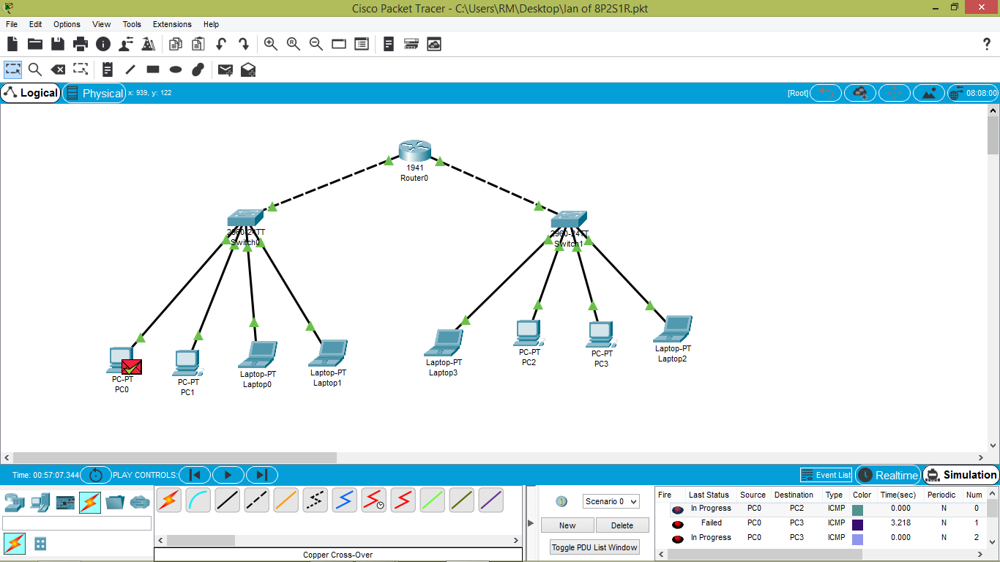 Cisco Packet Tracer - C:\Users\RM\Desktop\lan of 8P2S1R.pkt
File Edit Options View Tools Extensions Help
Logical Physical x: 939, y: 122 [Root] 08:08:00
1941
Router0
2960-24TT
Switch0
2960-24TT
Switch1
PC-PT
PC0
PC-PT
PC1
Laptop-PT
Laptop0
Laptop-PT
Laptop1
Laptop-PT
Laptop3
PC-PT
PC2
PC-PT
PC3
Laptop-PT
Laptop2
Time: 00:57:07.344 PLAY CONTROLS: Event List Realtime Simulation
Scenario 0
New Delete
Toggle PDU List Window
Copper Cross-Over
Fire Last Status Source Destination Type Color Time(sec) Periodic Num
In Progress PC0 PC2 ICMP 0.000 N 0
Failed PC0 PC3 ICMP 3.218 N 1
In Progress PC0 PC3 ICMP 0.000 N 2